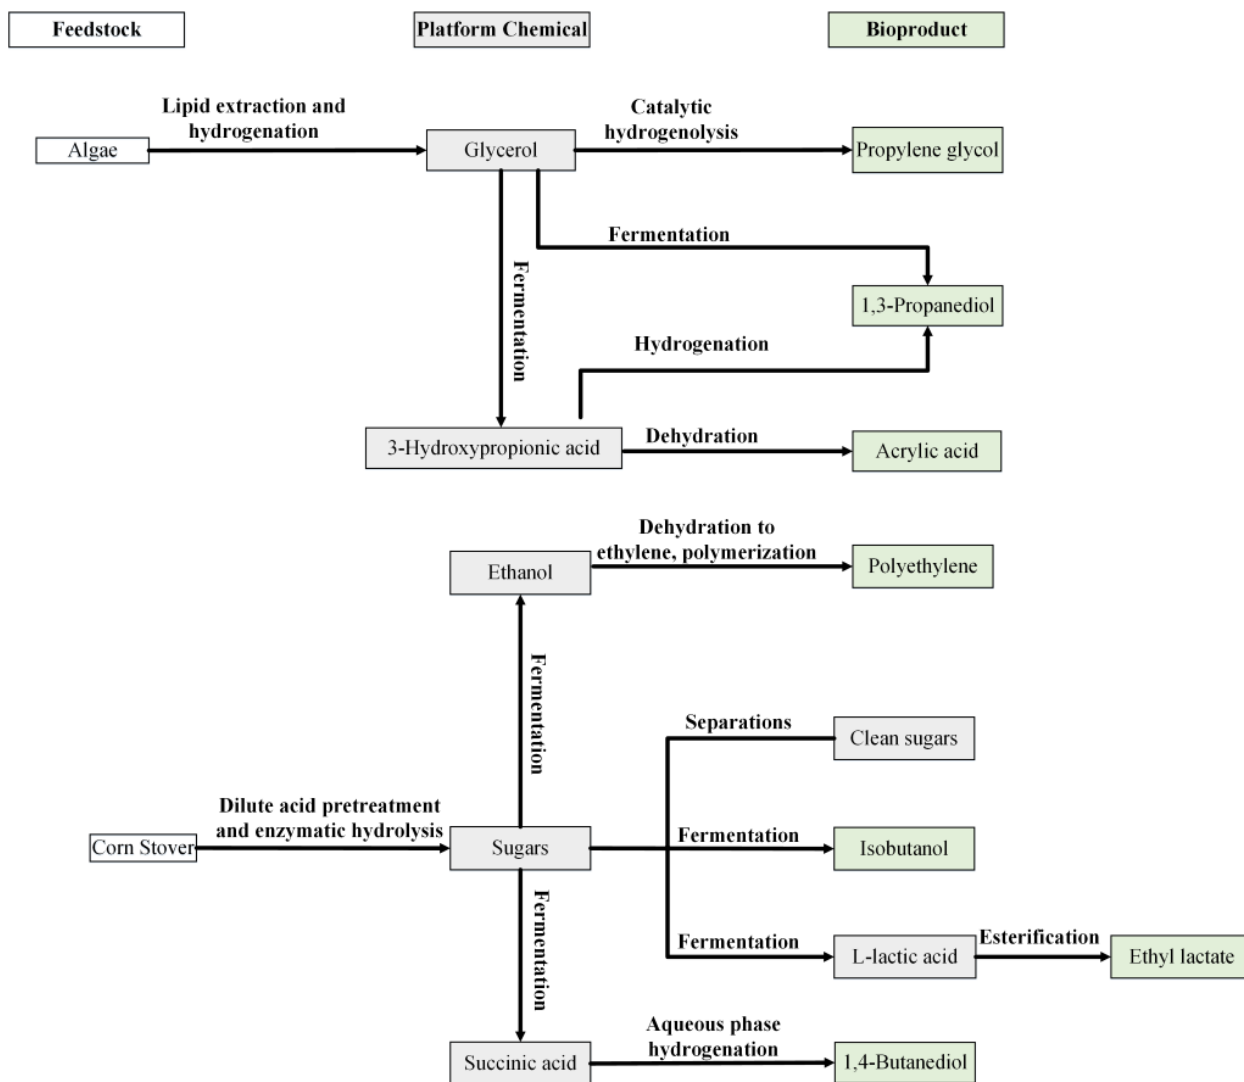 Feedstock
Platform Chemical
Bioproduct
Lipid extraction and
hydrogenation
Catalytic
hydrogenolysis
Algae
Glycerol
Propylene glycol
Fermentation
Fermentation
1,3-Propanediol
Hydrogenation
3-Hydroxypropionic acid
Dehydration
Acrylic acid
Dehydration to
ethylene, polymerization
Ethanol
Polyethylene
Fermentation
Separations
Clean sugars
Dilute acid pretreatment
and enzymatic hydrolysis
Corn Stover
Sugars
Fermentation
Isobutanol
Fermentation
Fermentation
L-lactic acid
Esterification
Ethyl lactate
Aqueous phase
hydrogenation
Succinic acid
1,4-Butanediol